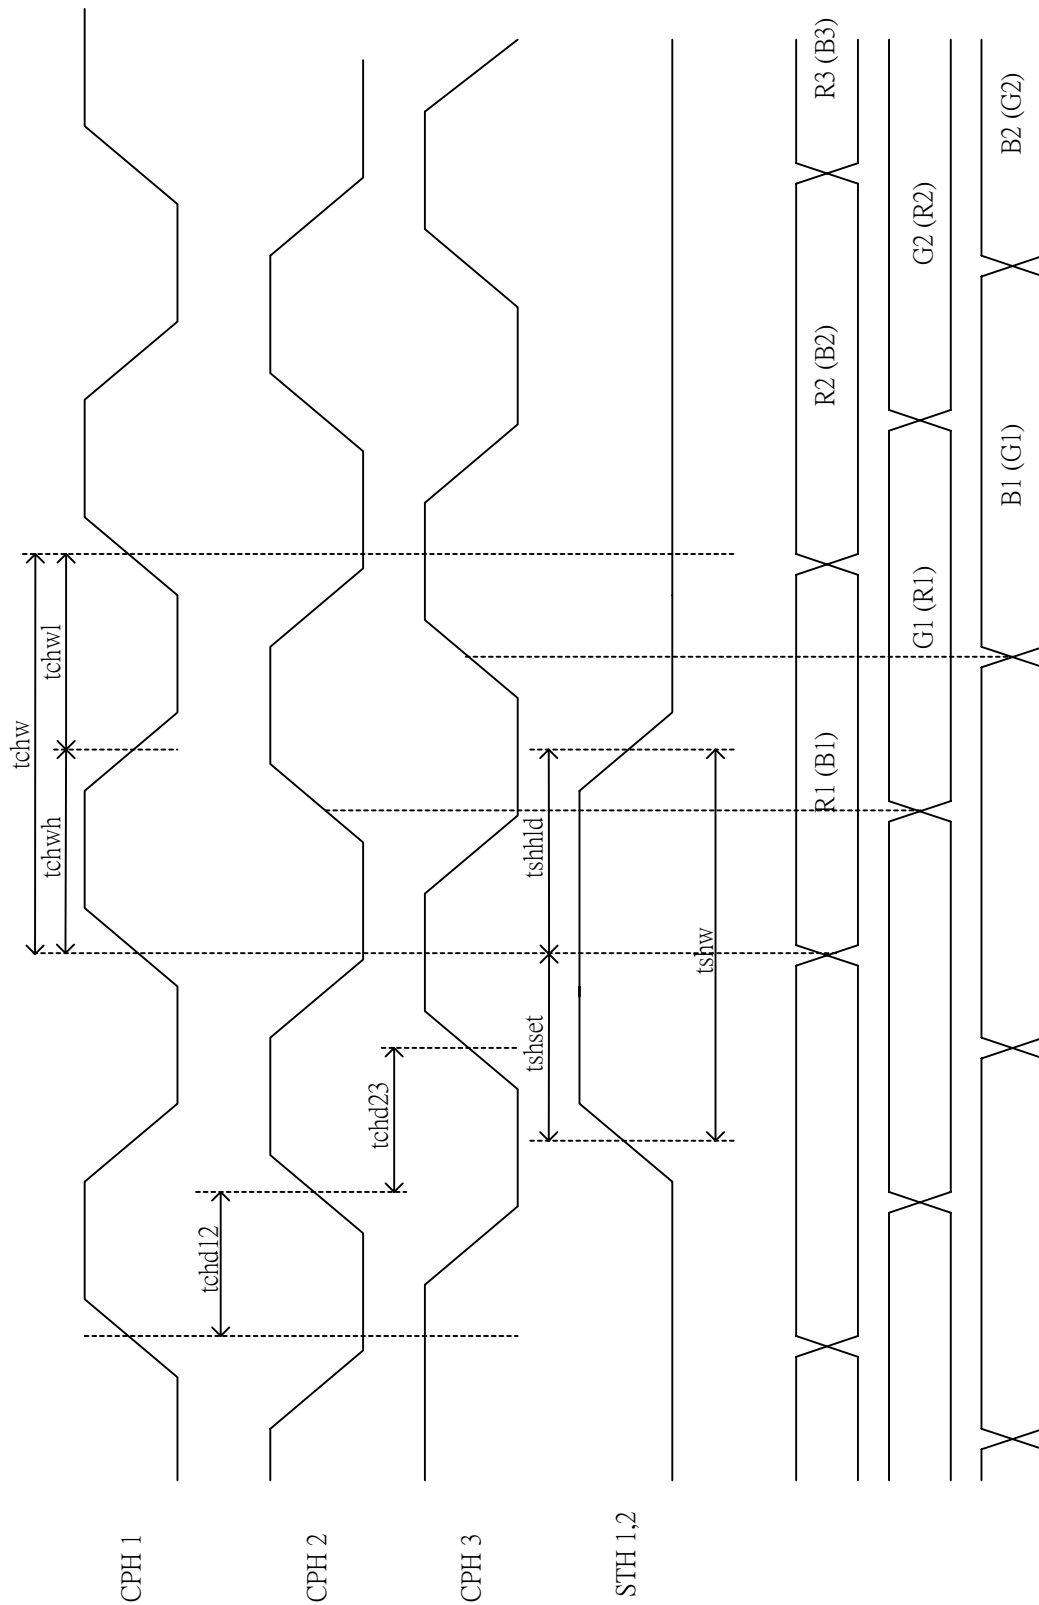 tchw
tchwh
tchwl
CPH 1
tchd12
CPH 2
tchd23
CPH 3
tshset
tshhld
STH 1,2
tshw
R1 (B1)
R2 (B2)
R3 (B3)
G1 (R1)
G2 (R2)
B1 (G1)
B2 (G2)